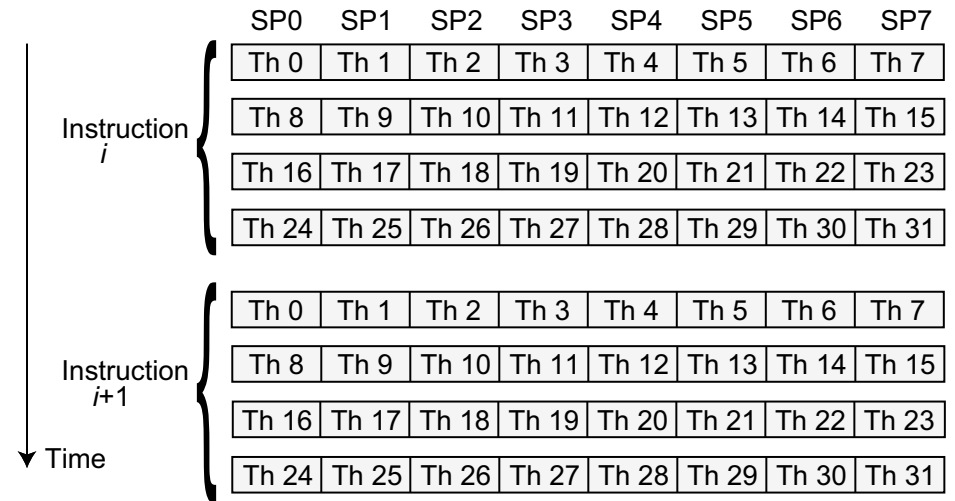 SP0 SP1 SP2 SP3 SP4 SP5 SP6 SP7
Th 0 Th 1 Th 2 Th 3 Th 4 Th 5 Th 6 Th 7
Instruction
i
Th 8 Th 9 Th 10 Th 11 Th 12 Th 13 Th 14 Th 15
Th 16 Th 17 Th 18 Th 19 Th 20 Th 21 Th 22 Th 23
Th 24 Th 25 Th 26 Th 27 Th 28 Th 29 Th 30 Th 31
Th 0 Th 1 Th 2 Th 3 Th 4 Th 5 Th 6 Th 7
Instruction
i+1
Th 8 Th 9 Th 10 Th 11 Th 12 Th 13 Th 14 Th 15
Th 16 Th 17 Th 18 Th 19 Th 20 Th 21 Th 22 Th 23
Time
Th 24 Th 25 Th 26 Th 27 Th 28 Th 29 Th 30 Th 31